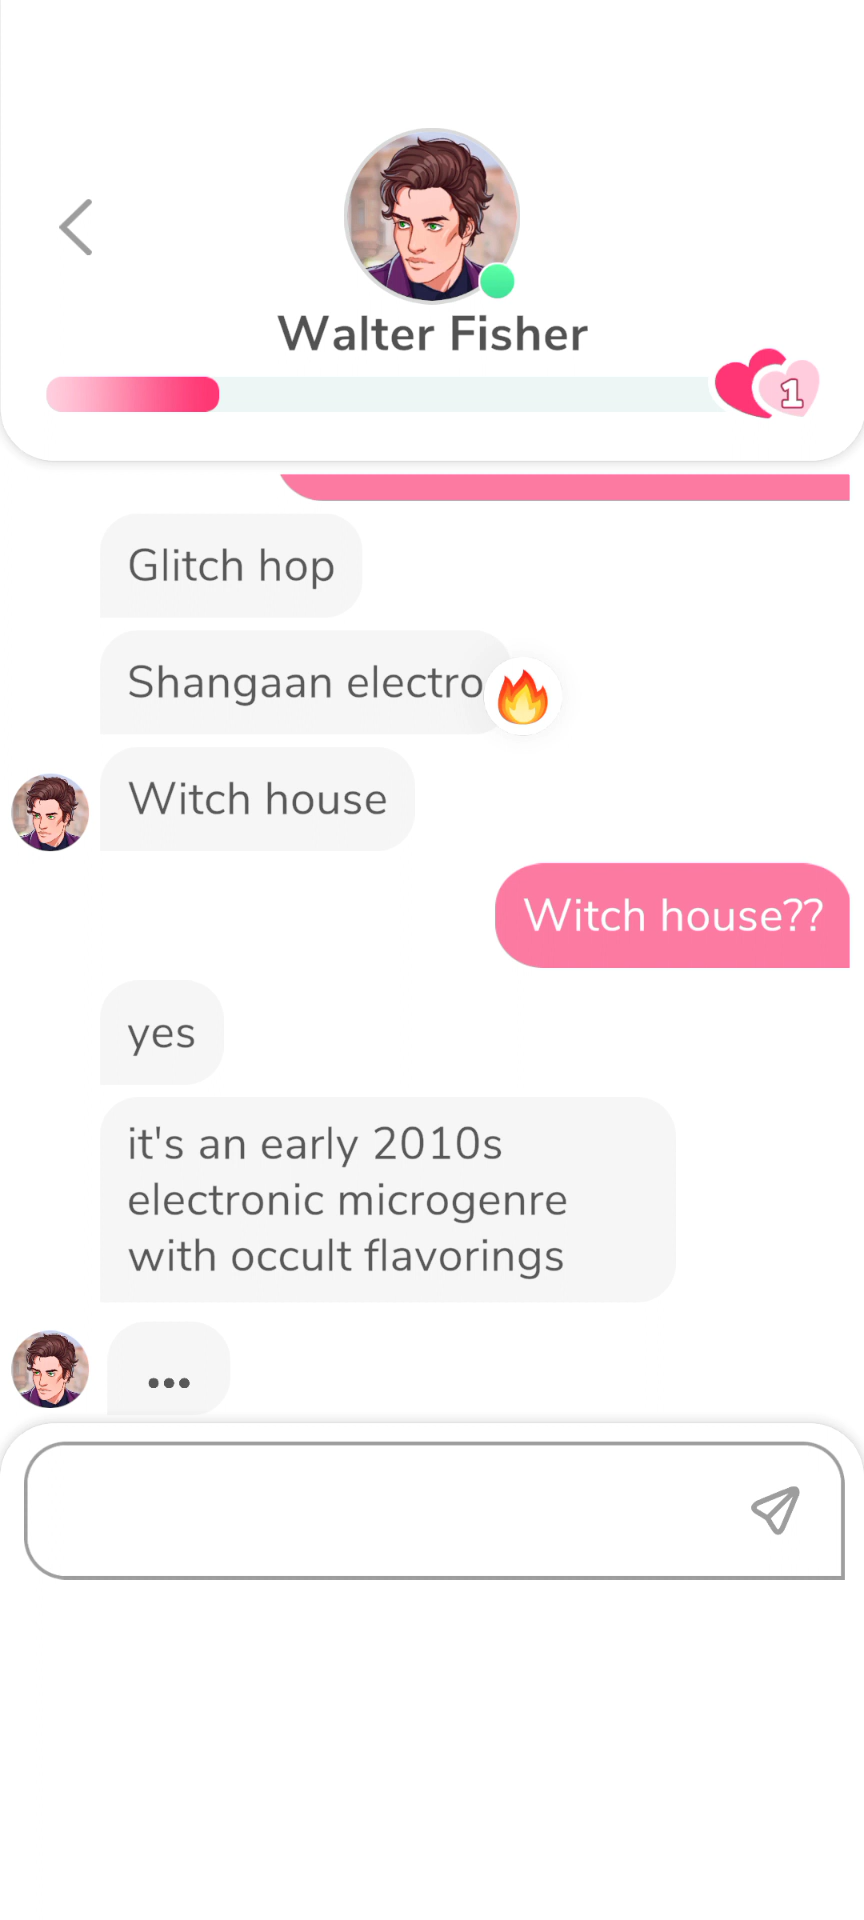 Walter Fisher
1
Glitch hop
Shangaan electro
Witch house
Witch house??
yes
it's an early 2010s
electronic microgenre
with occult flavorings
...